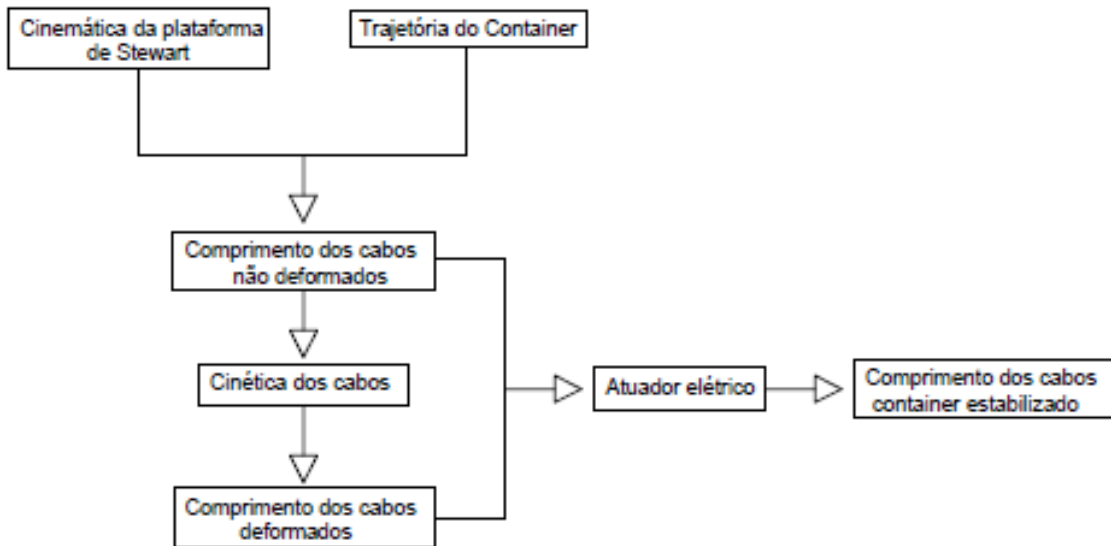 Cinemática da plataforma
de Stewart
Trajetória do Container
Comprimento dos cabos
não deformados
Cinética dos cabos
Atuador elétrico
Comprimento dos cabos
container estabilizado
Comprimento dos cabos
deformados